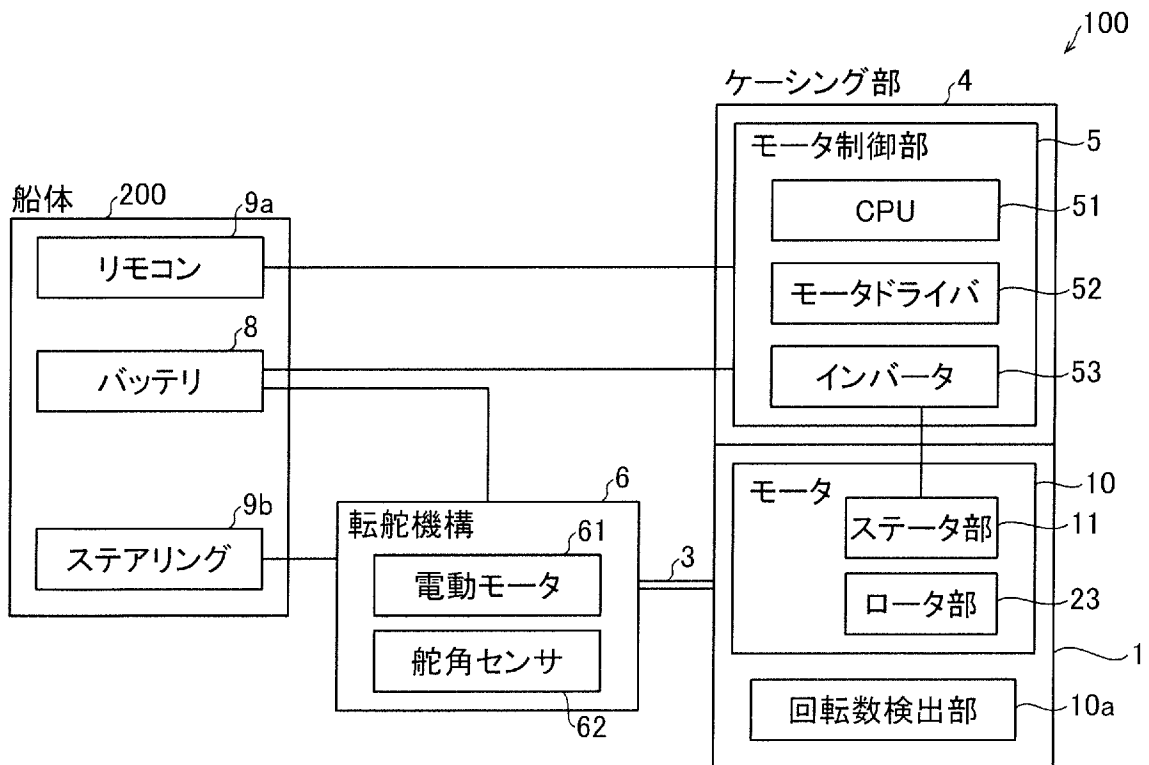 100
ケーシング部
4
モータ制御部
5
CPU
51
モータドライバ
52
インバータ
53
船体
200
リモコン
9a
バッテリ
8
ステアリング
9b
転舵機構
6
電動モータ
61
舵角センサ
62
3
モータ
10
ステータ部
11
ロータ部
23
1
回転数検出部
10a